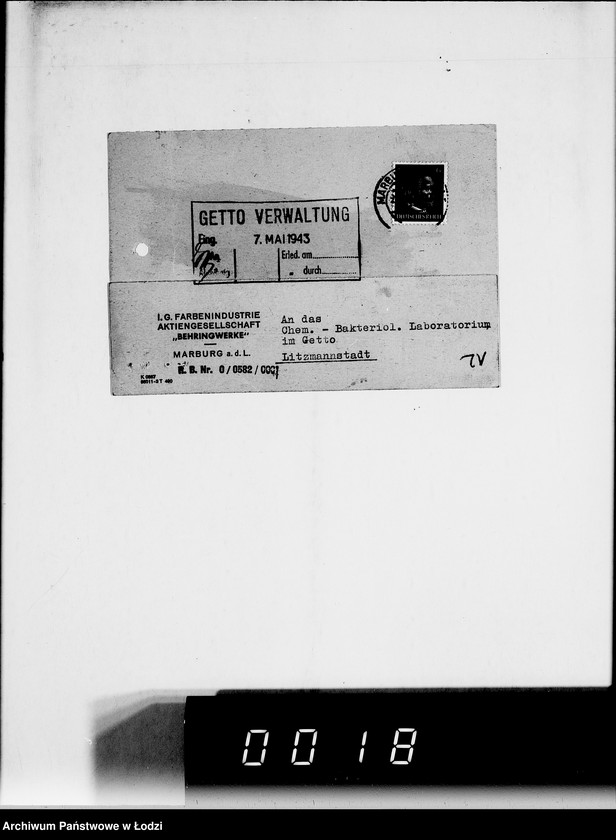 MARBU
DEUTSCHES REICH
GETTO VERWALTUNG
Eing. 7. MAI 1943
Erled. am
" durch
I. G. FARBENINDUSTRIE
AKTIENGESELLSCHAFT
„BEHRINGWERKE“
MARBURG a. d. L.
R. B. Nr. 0 / 0582 /
An das
Chem. - Bakteriol. Laboratorium
im Getto
Litzmannstadt
0018
Archiwum Państwowe w Łodzi